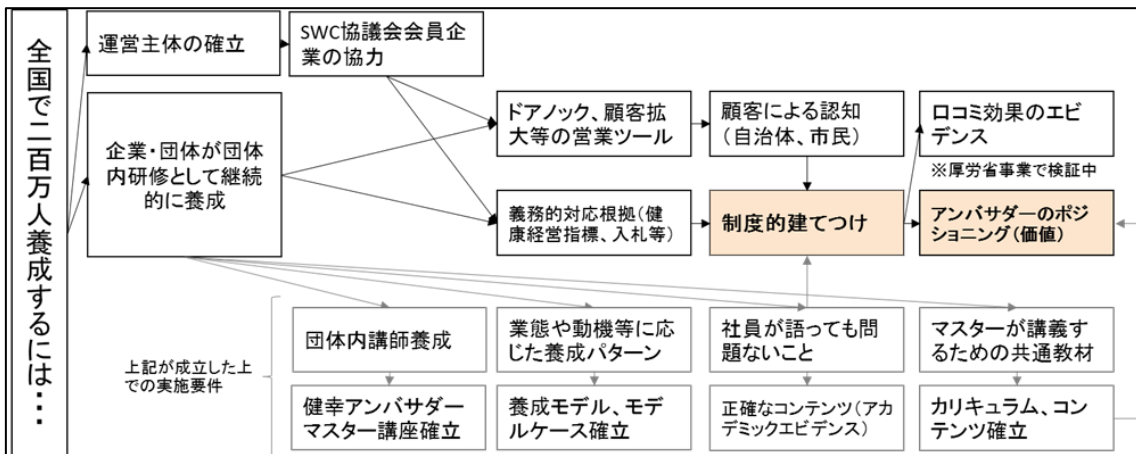 全国で二百万人養成するには・・・
運営主体の確立
SWC協議会会員企
業の協力
企業・団体が団体
内研修として継続
的に養成
ドアノック、顧客拡
大等の営業ツール
顧客による認知
(自治体、市民)
口コミ効果のエビ
デンス
※厚労省事業で検証中
義務的対応根拠(健
康経営指標、入札等)
制度的建てつけ
アンバサダーのポジ
ショニング(価値)
上記が成立した上
での実施要件
団体内講師養成
業態や動機等に応
じた養成パターン
社員が語っても問
題ないこと
マスターが講義す
るための共通教材
健幸アンバサダー
マスター講座確立
養成モデル、モデ
ルケース確立
正確なコンテンツ(アカ
デミックエビデンス)
カリキュラム、コン
テンツ確立